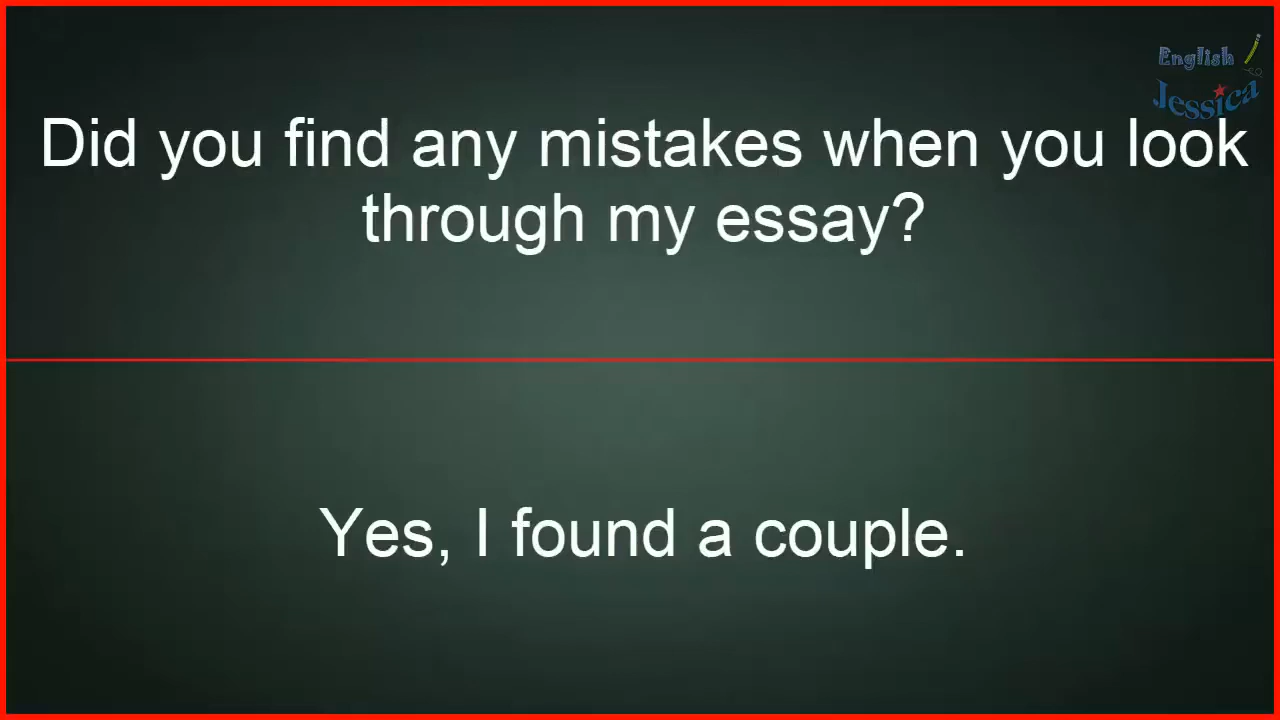 English
Jessica
Did you find any mistakes when you look
through my essay?
Yes, I found a couple.